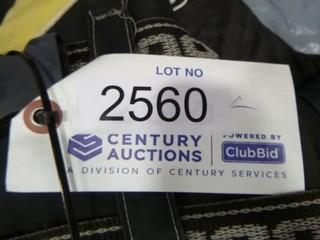 LOT NO
2560
CENTURY AUCTIONS
POWERED BY
ClubBid
A DIVISION OF CENTURY SERVICES